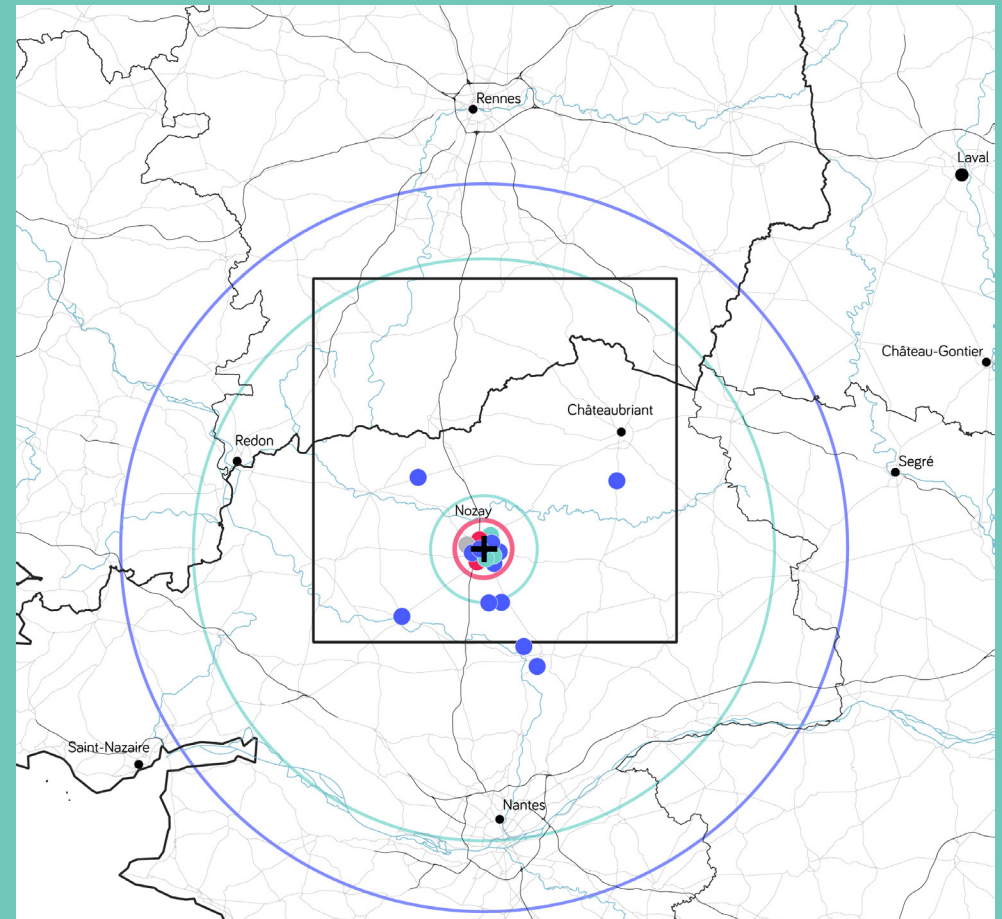 Rennes
Laval
Château-Gontier
Châteaubriant
Redon
Segré
Nozay
Saint-Nazaire
Nantes